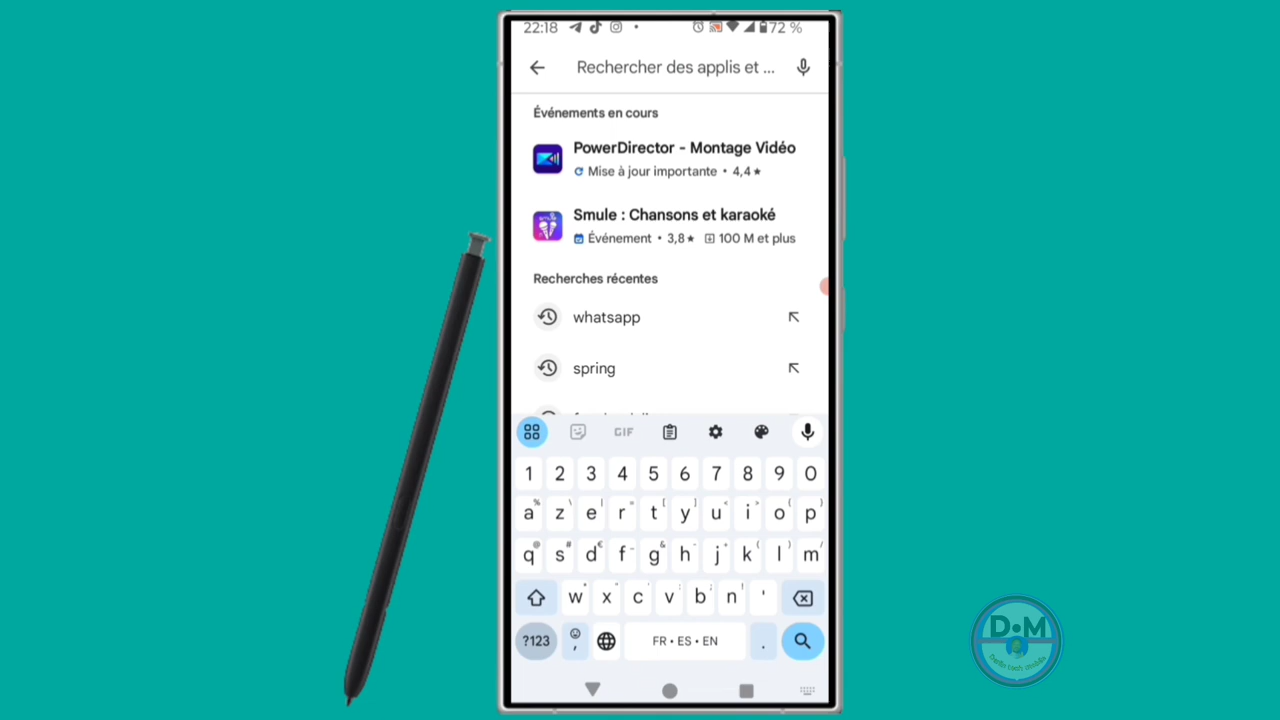 22:18 72 %
Rechercher des applis et ...
Événements en cours
PowerDirector - Montage Vidéo
Mise à jour importante • 4,4 ★
Smule : Chansons et karaoké
Événement • 3,8 ★ 100 M et plus
Recherches récentes
whatsapp
spring
GIF
1 2 3 4 5 6 7 8 9 0
a z e r t y u i o p
q s d f g h j k l m
w x c v b n '
?123 , FR • ES • EN .
D•M